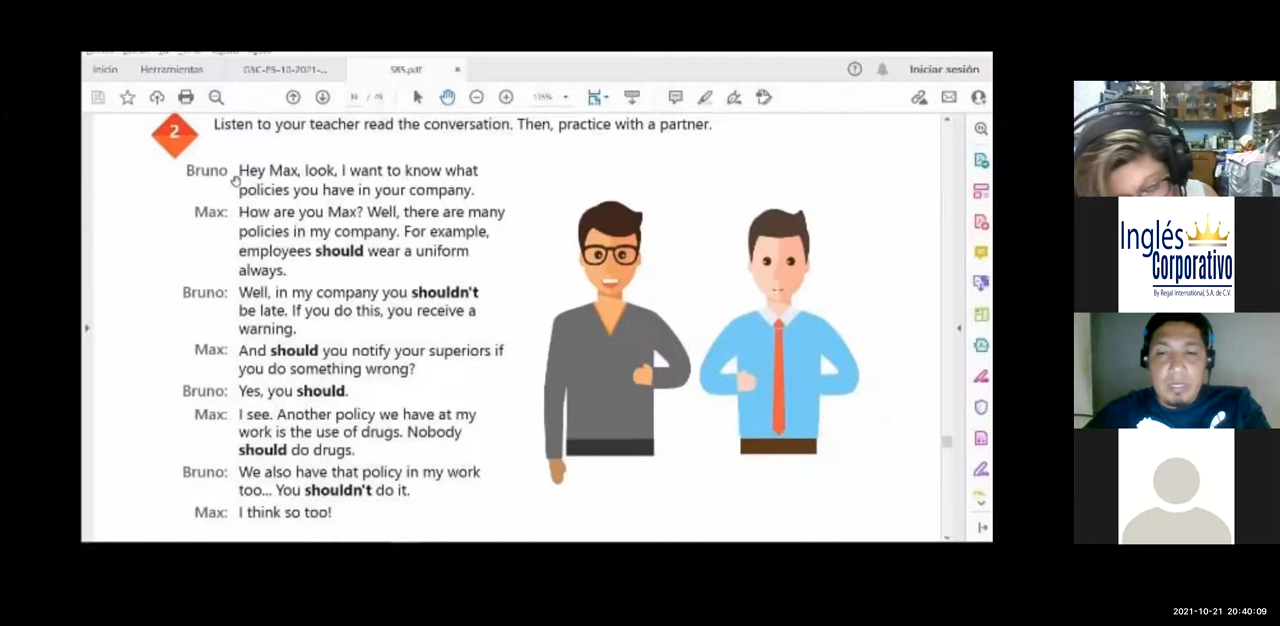 Inicio Herramientas GSC-PS-10-2021-... SB5.pdf × Iniciar sesión
2 Listen to your teacher read the conversation. Then, practice with a partner.
Bruno Hey Max, look, I want to know what
policies you have in your company.
Max: How are you Max? Well, there are many
policies in my company. For example,
employees should wear a uniform
always.
Bruno: Well, in my company you shouldn't
be late. If you do this, you receive a
warning.
Max: And should you notify your superiors if
you do something wrong?
Bruno: Yes, you should.
Max: I see. Another policy we have at my
work is the use of drugs. Nobody
should do drugs.
Bruno: We also have that policy in my work
too... You shouldn't do it.
Max: I think so too!
Inglés
Corporativo
By Regal International, S.A. de C.V.
2021-10-21 20:40:09